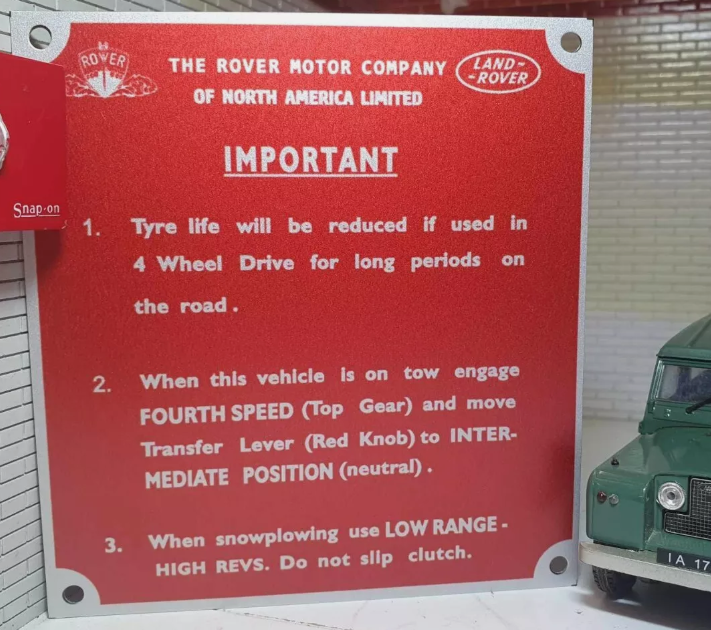 ROVER
THE ROVER MOTOR COMPANY
OF NORTH AMERICA LIMITED
LAND-
-ROVER
IMPORTANT
Snap-on
1. Tyre life will be reduced if used in
4 Wheel Drive for long periods on
the road.
2. When this vehicle is on tow engage
FOURTH SPEED (Top Gear) and move
Transfer Lever (Red Knob) to INTER-
MEDIATE POSITION (neutral).
3. When snowplowing use LOW RANGE -
HIGH REVS. Do not slip clutch.
IA 17